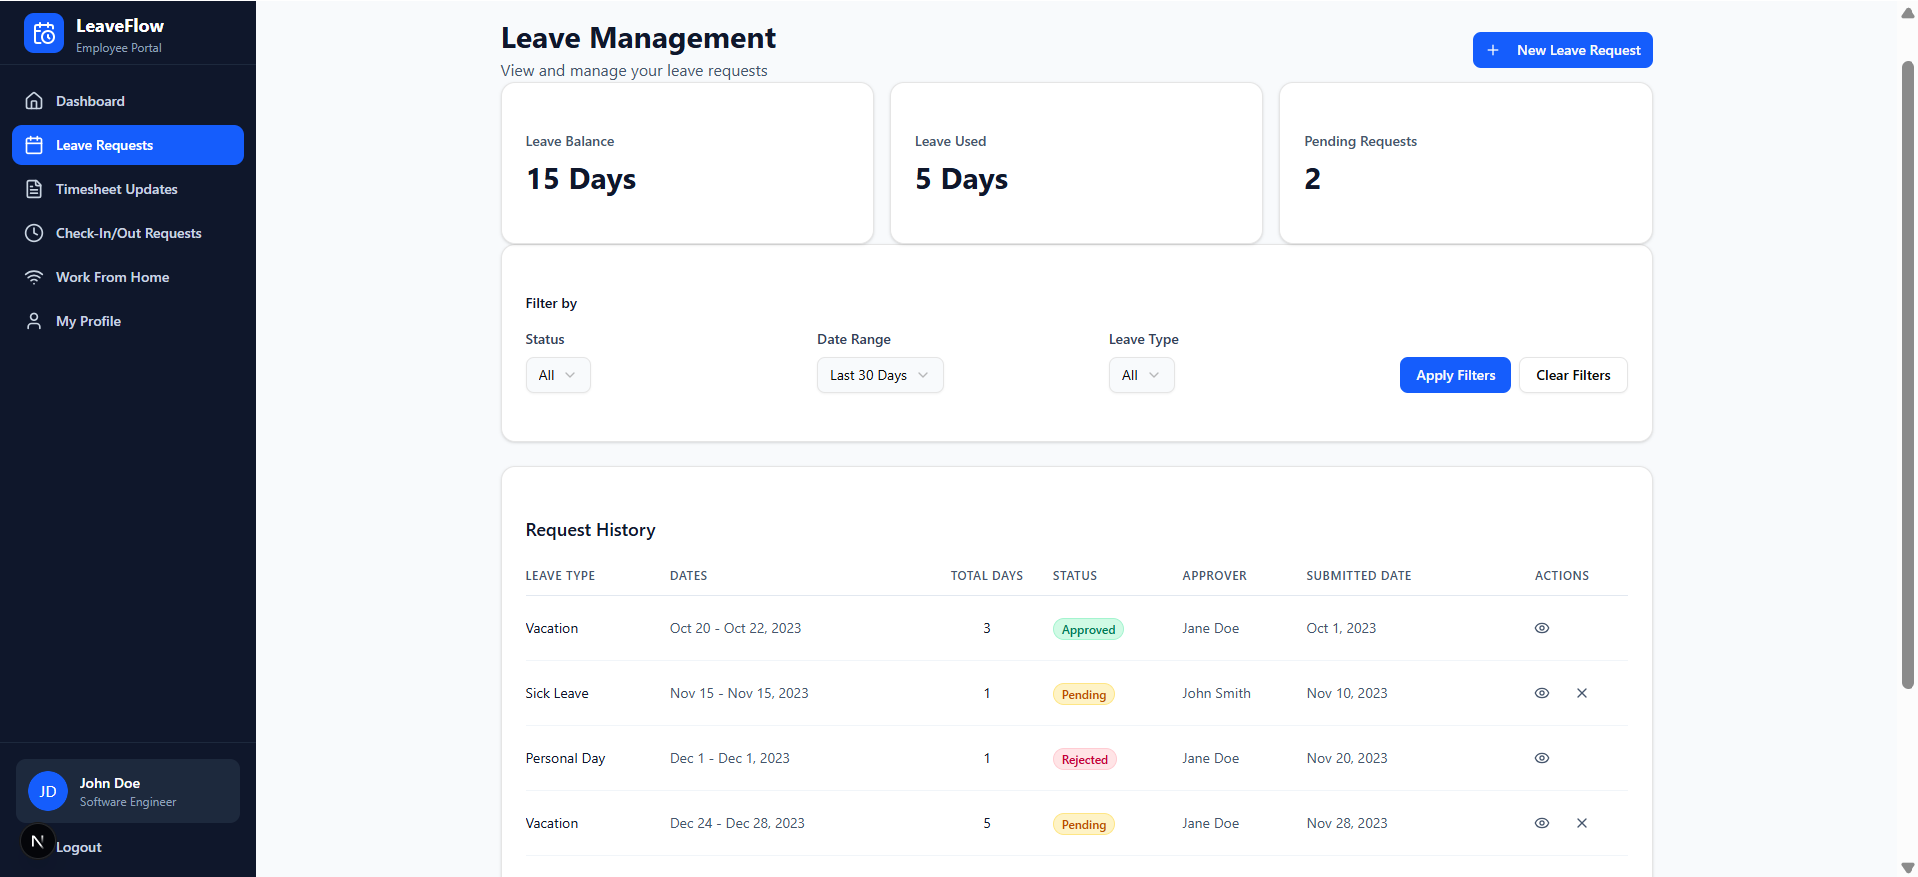 LeaveFlow
Employee Portal
Dashboard
Leave Requests
Timesheet Updates
Check-In/Out Requests
Work From Home
My Profile
JD
John Doe
Software Engineer
N
Logout
Leave Management
View and manage your leave requests
+ New Leave Request
Leave Balance
15 Days
Leave Used
5 Days
Pending Requests
2
Filter by
Status
All
Date Range
Last 30 Days
Leave Type
All
Apply Filters
Clear Filters
Request History
LEAVE TYPE DATES TOTAL DAYS STATUS APPROVER SUBMITTED DATE ACTIONS
Vacation Oct 20 - Oct 22, 2023 3 Approved Jane Doe Oct 1, 2023
Sick Leave Nov 15 - Nov 15, 2023 1 Pending John Smith Nov 10, 2023
Personal Day Dec 1 - Dec 1, 2023 1 Rejected Jane Doe Nov 20, 2023
Vacation Dec 24 - Dec 28, 2023 5 Pending Jane Doe Nov 28, 2023